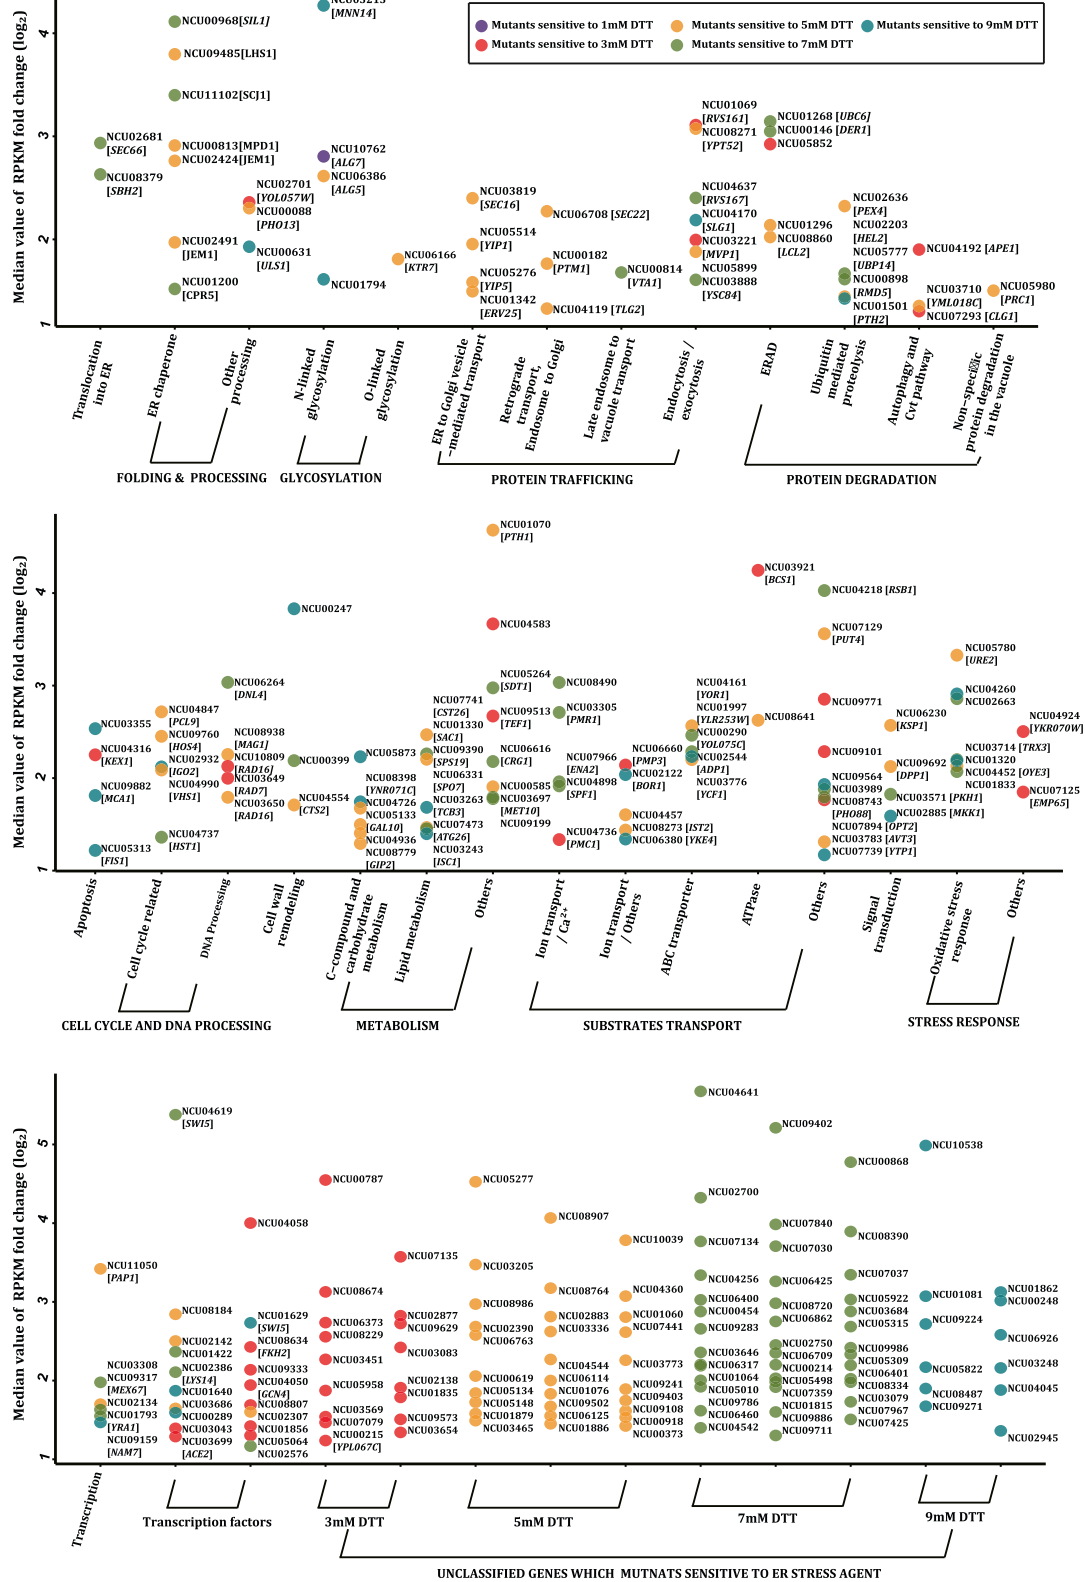 [MNN14]
NCU00968[SIL1]
Mutants sensitive to 1mM DTT
Mutants sensitive to 5mM DTT
Mutants sensitive to 9mM DTT
Mutants sensitive to 3mM DTT
Mutants sensitive to 7mM DTT
Median value of RPKM fold change (log2)
4
3
2
1
NCU02681
[SEC66]
NCU08379
[SBH2]
NCU09485[LHS1]
NCU11102[SCJ1]
NCU00813[MPD1]
NCU02424[JEM1]
NCU02491
[JEM1]
NCU01200
[CPR5]
NCU02701
[YOL057W]
NCU00088
[PHO13]
NCU00631
[ULS1]
NCU10762
[ALG7]
NCU06386
[ALG5]
NCU01794
NCU06166
[KTR7]
NCU03819
[SEC16]
NCU05514
[YIP1]
NCU05276
[YIP5]
NCU01342
[ERV25]
NCU06708 [SEC22]
NCU00182
[PTM1]
NCU04119 [TLG2]
NCU00814
[VTA1]
NCU01069
[RVS161]
NCU08271
[YPT52]
NCU04637
[RVS167]
NCU04170
[SLG1]
NCU03221
[MVP1]
NCU05899
NCU03888
[YSC84]
NCU01268 [UBC6]
NCU00146 [DER1]
NCU05852
NCU01296
NCU08860
[LCL2]
NCU02636
[PEX4]
NCU02203
[HEL2]
NCU05777
[UBP14]
NCU00898
[RMD5]
NCU01501
[PTH2]
NCU04192 [APE1]
NCU03710
[YML018C]
NCU07293 [CLG1]
NCU05980
[PRC1]
Translocation
into ER
ER chaperone
Other
processing
N-linked
glycosylation
O-linked
glycosylation
ER to Golgi vesicle
-mediated transport
Retrograde
transport,
Endosome to Golgi
Late endosome to
vacuole transport
Endocytosis /
exocytosis
ERAD
Ubiquitin
mediated
proteolysis
Autophagy and
Cvt pathway
protein degradation
in the vacuole
FOLDING & PROCESSING
GLYCOSYLATION
PROTEIN TRAFFICKING
PROTEIN DEGRADATION
Median value of RPKM fold change (log2)
4
3
2
1
NCU03355
NCU04316
[KEX1]
NCU09882
[MCA1]
NCU05313
[FIS1]
NCU04847
[PCL9]
NCU09760
[HOS4]
NCU02932
[IGO2]
NCU04990
[VHS1]
NCU04737
[HST1]
NCU06264
[DNL4]
NCU08938
[MAG1]
NCU10809
[RAD16]
NCU03649
[RAD7]
NCU03650
[RAD16]
NCU00247
NCU00399
NCU04554
[CTS2]
NCU05873
NCU08398
[YNR071C]
NCU04726
NCU05133
[GAL10]
NCU04936
NCU08779
[GIP2]
NCU07741
[CST26]
NCU01330
[SAC1]
NCU09390
[SPS19]
NCU06331
[SPO7]
NCU03263
[TCB3]
NCU07473
[ATG26]
NCU03243
[ISC1]
NCU01070
[PTH1]
NCU04583
NCU05264
[SDT1]
NCU09513
[TEF1]
NCU06616
[CRG1]
NCU00585
NCU03697
[MET10]
NCU09199
NCU08490
NCU03305
[PMR1]
NCU07966
[ENA2]
NCU04898
[SPF1]
NCU04736
[PMC1]
NCU06660
[PMP3]
NCU02122
[BOR1]
NCU04457
NCU08273 [IST2]
NCU06380 [YKE4]
NCU04161
[YOR1]
NCU01997
[YLR253W]
NCU00290
[YOL075C]
NCU02544
[ADP1]
NCU03776
[YCF1]
NCU03921
[BCS1]
NCU08641
NCU04218 [RSB1]
NCU07129
[PUT4]
NCU09771
NCU09101
NCU09564
NCU03989
NCU08743
[PHO88]
NCU07894 [OPT2]
NCU03783 [AVT3]
NCU07739 [YTP1]
NCU06230
[KSP1]
NCU09692
[DPP1]
NCU03571 [PKH1]
NCU02885 [MKK1]
NCU05780
[URE2]
NCU04260
NCU02663
NCU03714 [TRX3]
NCU01320
NCU04452 [OYE3]
NCU01833
NCU04924
[YKR070W]
NCU07125
[EMP65]
Apoptosis
Cell cycle related
DNA Processing
Cell wall
remodeling
C-compound and
carbohydrate
metabolism
Lipid metabolism
Others
Ion transport
/ Ca2+
Ion transport
/ Others
ABC transporter
ATPase
Others
Signal
transduction
Oxidative stress
response
Others
CELL CYCLE AND DNA PROCESSING
METABOLISM
SUBSTRATES TRANSPORT
STRESS RESPONSE
Median value of RPKM fold change (log2)
5
4
3
2
1
NCU11050
[PAP1]
NCU03308
NCU09317
[MEX67]
NCU02134
NCU01793
[YRA1]
NCU09159
[NAM7]
NCU04619
[SWI5]
NCU08184
NCU02142
NCU01422
NCU02386
[LYS14]
NCU01640
NCU03686
NCU00289
NCU03043
NCU03699
[ACE2]
NCU04058
NCU01629
[SWI5]
NCU08634
[FKH2]
NCU09333
NCU04050
[GCN4]
NCU08807
NCU02307
NCU01856
NCU05064
NCU02576
NCU00787
NCU08674
NCU06373
NCU08229
NCU03451
NCU05958
NCU03569
NCU07079
NCU00215
[YPL067C]
NCU07135
NCU02877
NCU09629
NCU03083
NCU02138
NCU01835
NCU09573
NCU03654
NCU05277
NCU03205
NCU08986
NCU02390
NCU06763
NCU00619
NCU05134
NCU05148
NCU01879
NCU03465
NCU08907
NCU08764
NCU02883
NCU03336
NCU04544
NCU06114
NCU01076
NCU09502
NCU06125
NCU01886
NCU10039
NCU04360
NCU01060
NCU07441
NCU03773
NCU09241
NCU09403
NCU09108
NCU00918
NCU00373
NCU04641
NCU02700
NCU07134
NCU04256
NCU06400
NCU00454
NCU09283
NCU03646
NCU06317
NCU01064
NCU05010
NCU09786
NCU06460
NCU04542
NCU09402
NCU07840
NCU07030
NCU06425
NCU08720
NCU06862
NCU02750
NCU06709
NCU00214
NCU05498
NCU07359
NCU01815
NCU09886
NCU09711
NCU00868
NCU08390
NCU07037
NCU05922
NCU03684
NCU05315
NCU09986
NCU05309
NCU06401
NCU08334
NCU03079
NCU07967
NCU07425
NCU10538
NCU01081
NCU09224
NCU05822
NCU08487
NCU09271
NCU01862
NCU00248
NCU06926
NCU03248
NCU04045
NCU02945
Transcription
Transcription factors
3mM DTT
5mM DTT
7mM DTT
9mM DTT
UNCLASSIFIED GENES WHICH MUTNATS SENSITIVE TO ER STRESS AGENT